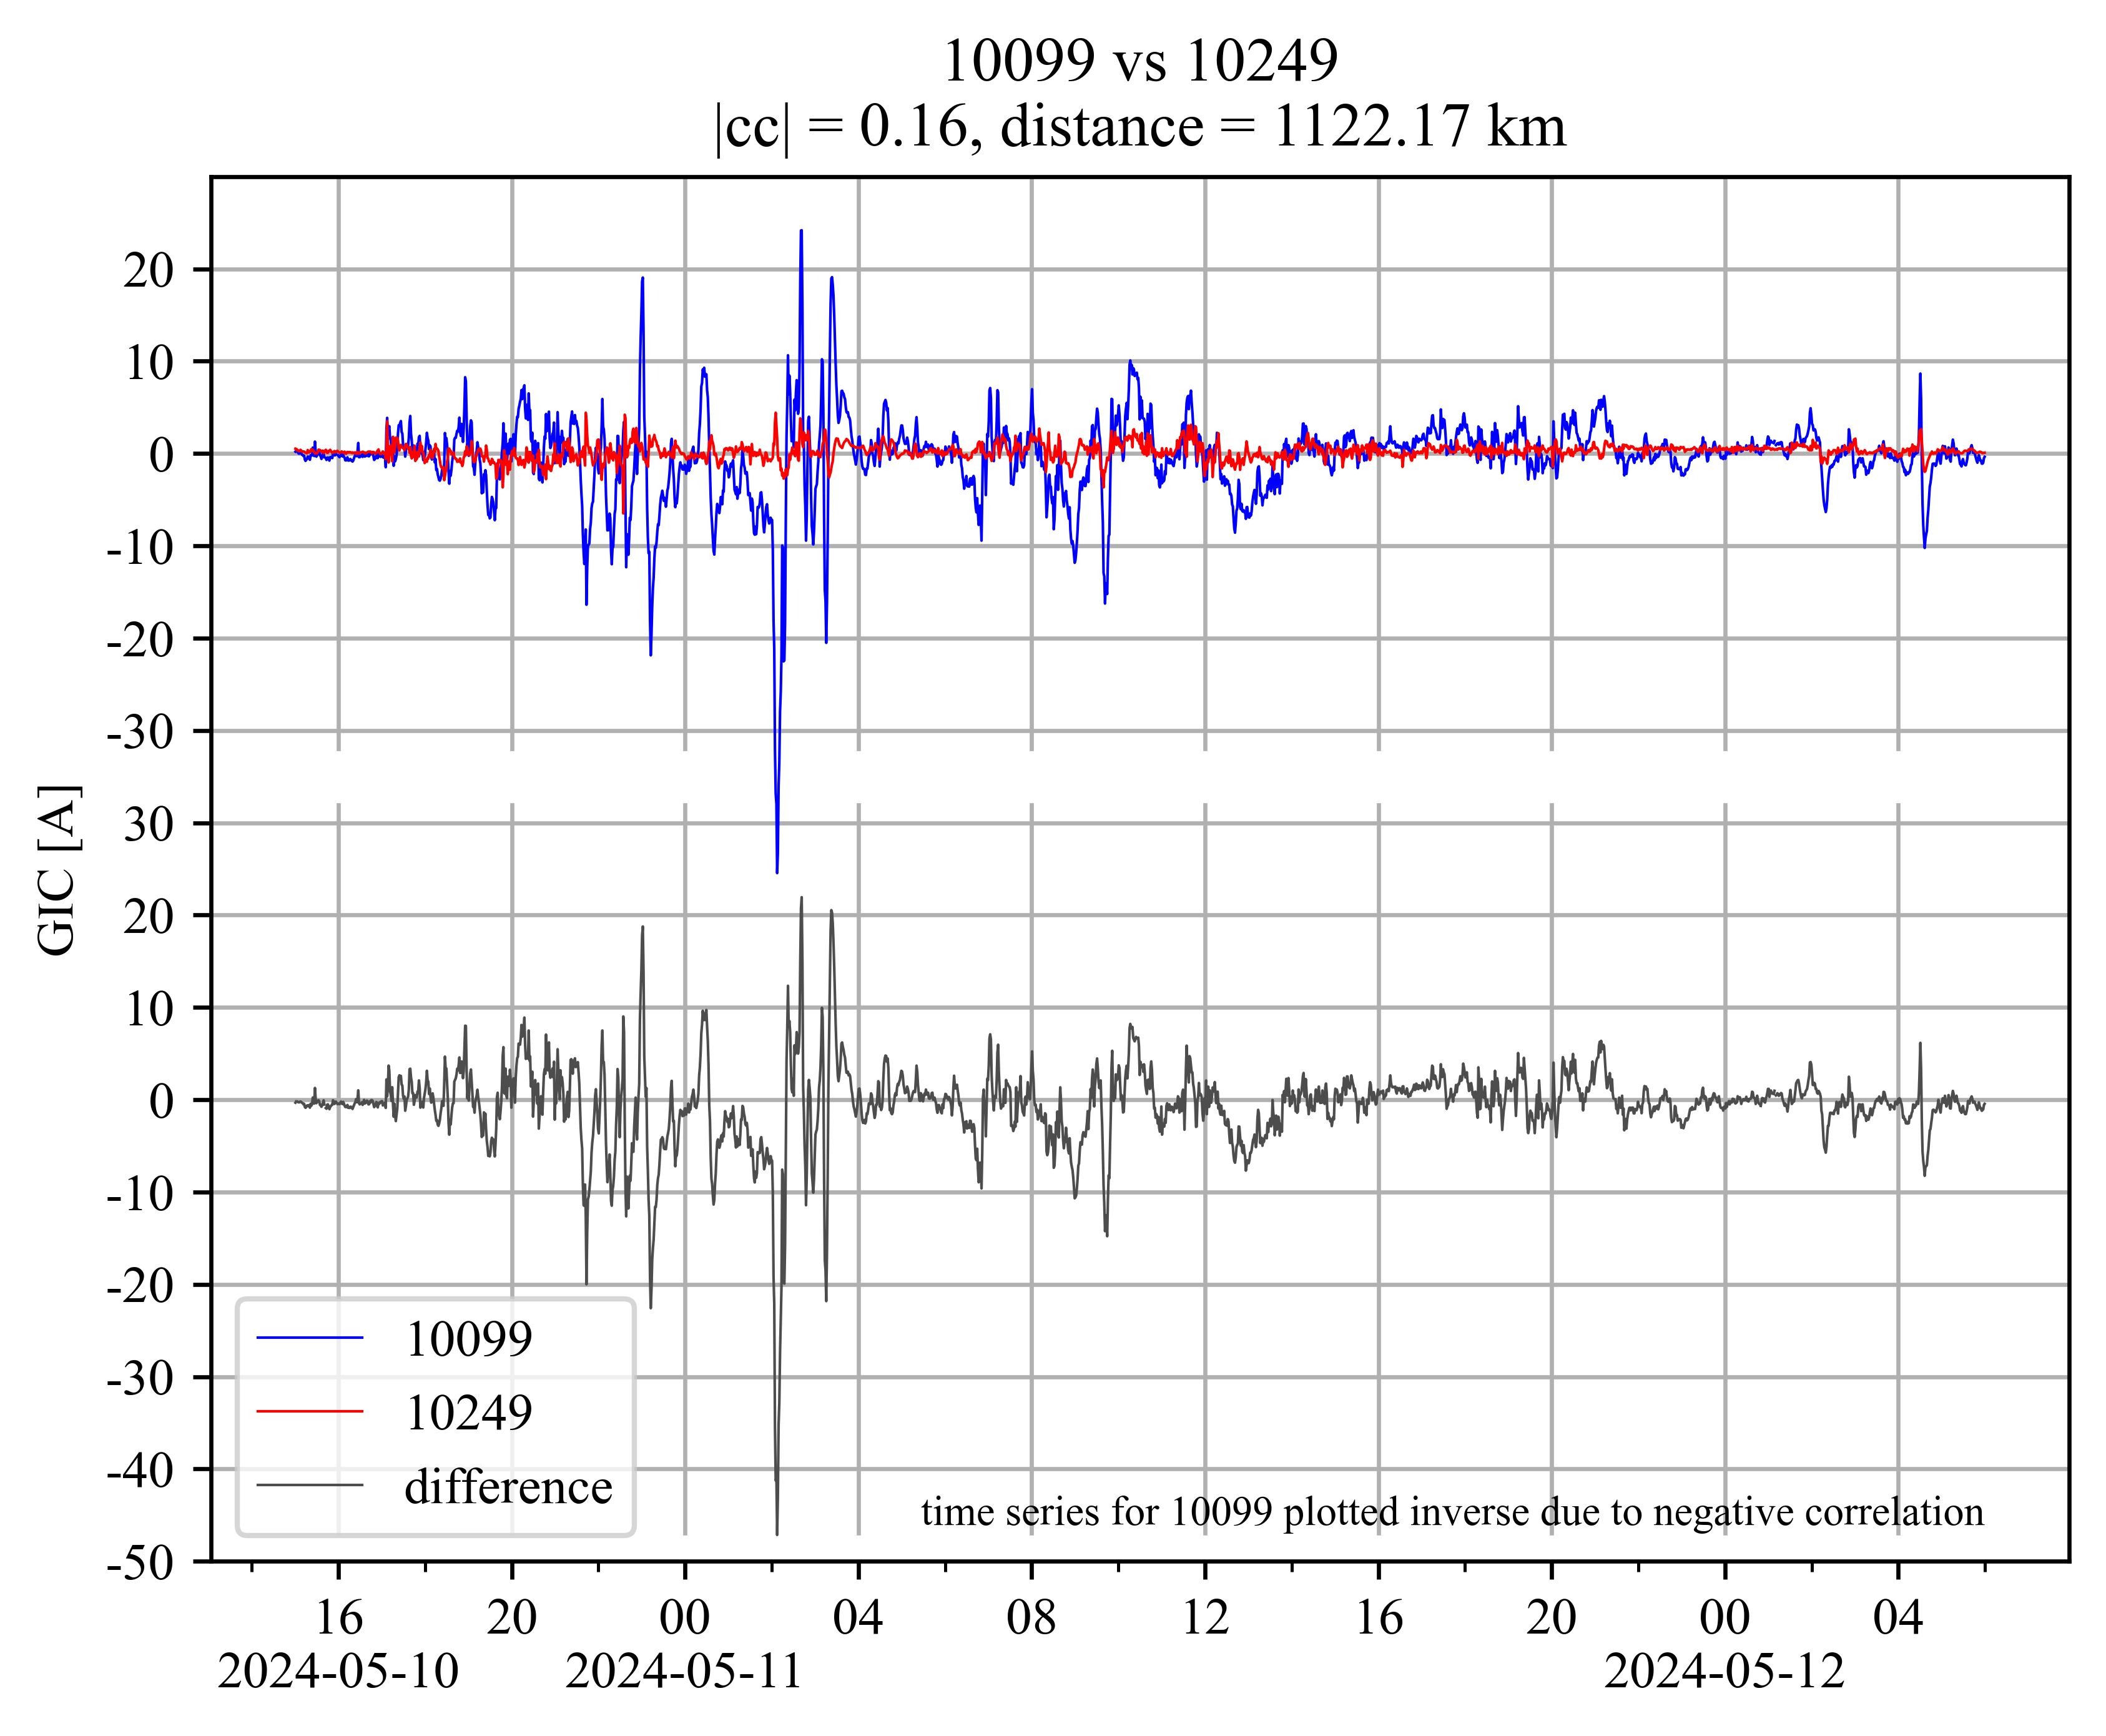 10099 vs 10249
|cc| = 0.16, distance = 1122.17 km
GIC [A]
20
10
0
-10
-20
-30
30
20
10
0
-10
-20
-30
-40
-50
10099
10249
difference
time series for 10099 plotted inverse due to negative correlation
16 20 00 04 08 12 16 20 00 04
2024-05-10 2024-05-11 2024-05-12